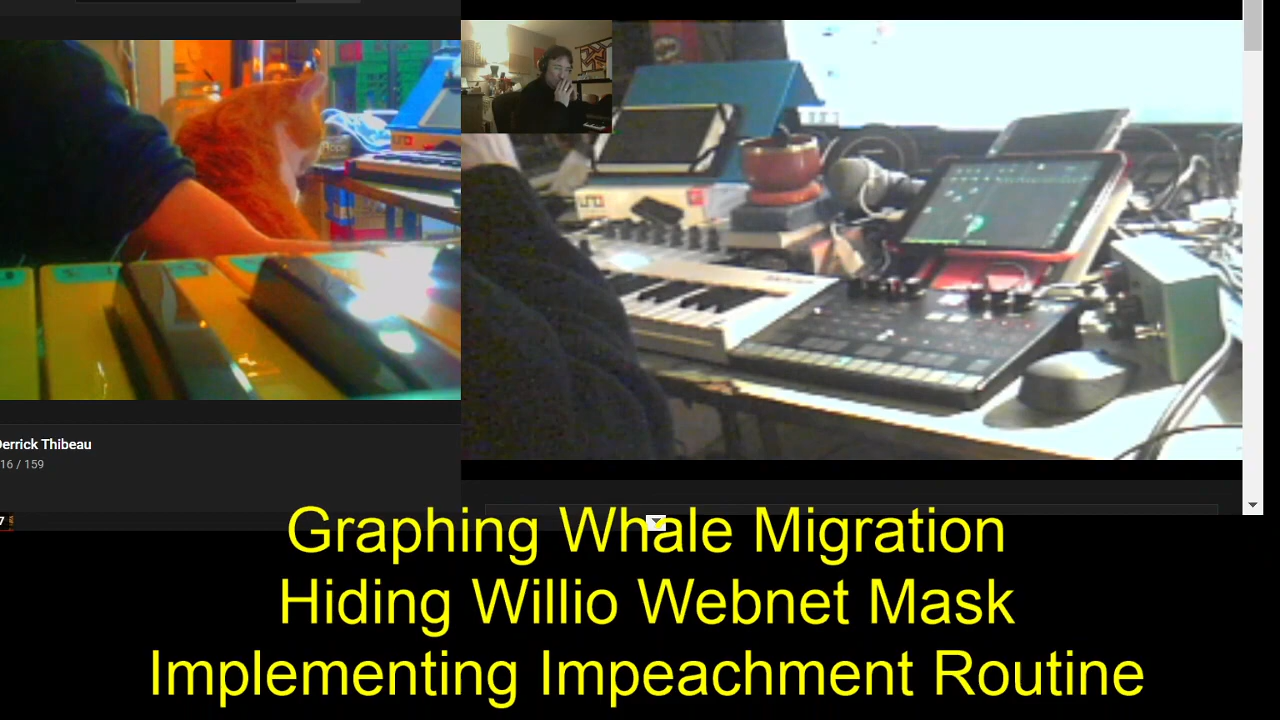 Derrick Thibeau
16 / 159
Graphing Whale Migration
Hiding Willio Webnet Mask
Implementing Impeachment Routine